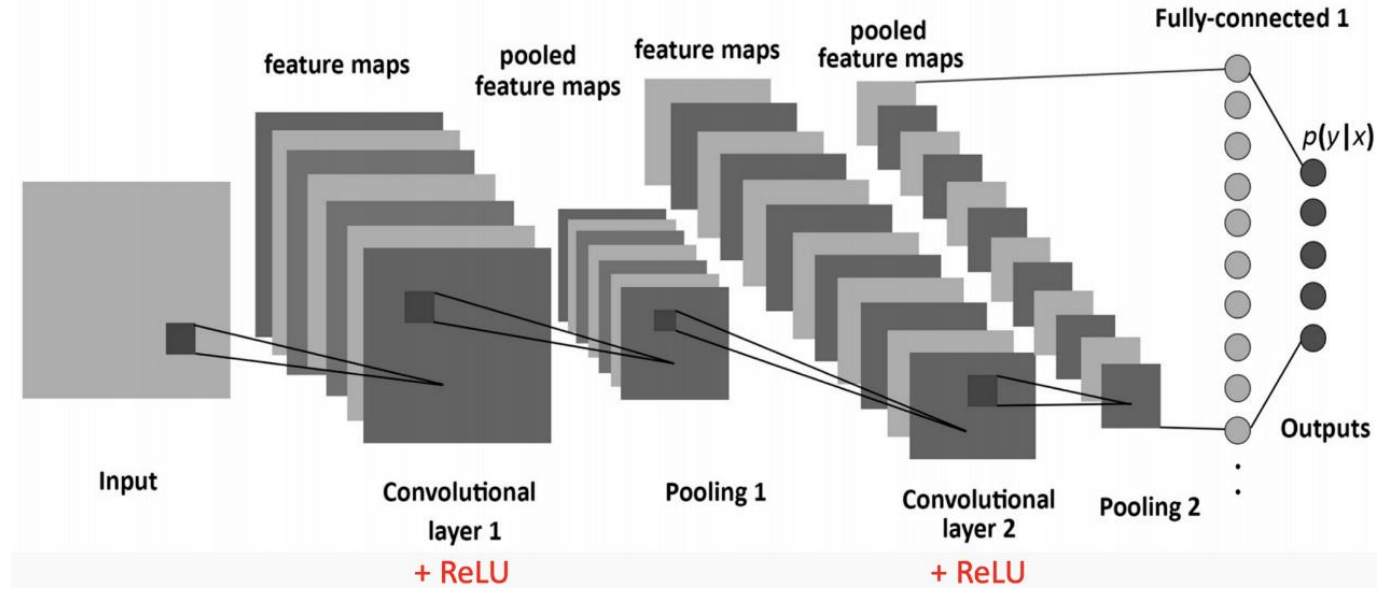 Fully-connected 1
feature maps
pooled
feature maps
feature maps
pooled
feature maps
p(y|x)
Outputs
Input
Convolutional
layer 1
Pooling 1
Convolutional
layer 2
Pooling 2
+ ReLU
+ ReLU